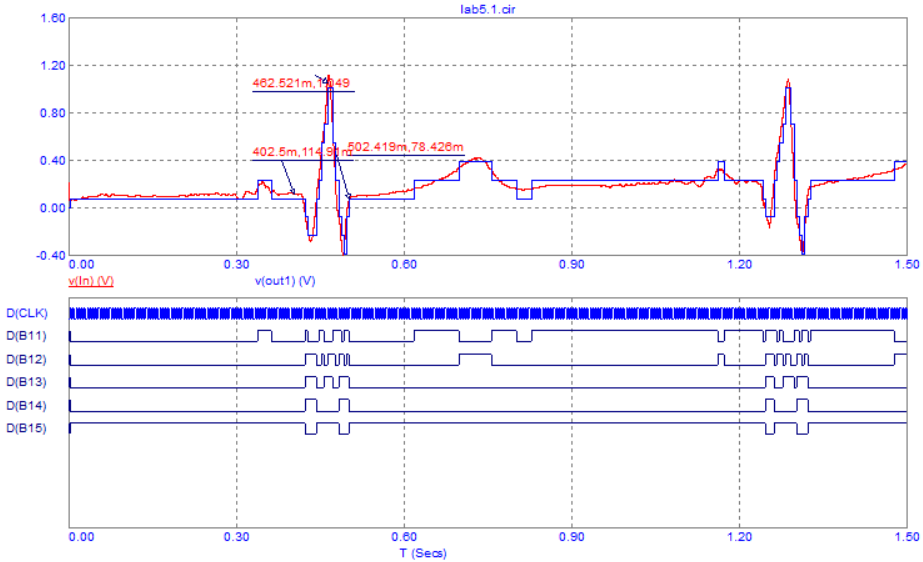 lab5.1.cir
1.60
1.20
0.80
0.40
0.00
-0.40
462.521m,1.049
402.5m,114.91m
502.419m,78.426m
0.00 0.30 0.60 0.90 1.20 1.50
v(In) (V) v(out1) (V)
D(CLK)
D(B11)
D(B12)
D(B13)
D(B14)
D(B15)
0.00 0.30 0.60 0.90 1.20 1.50
T (Secs)